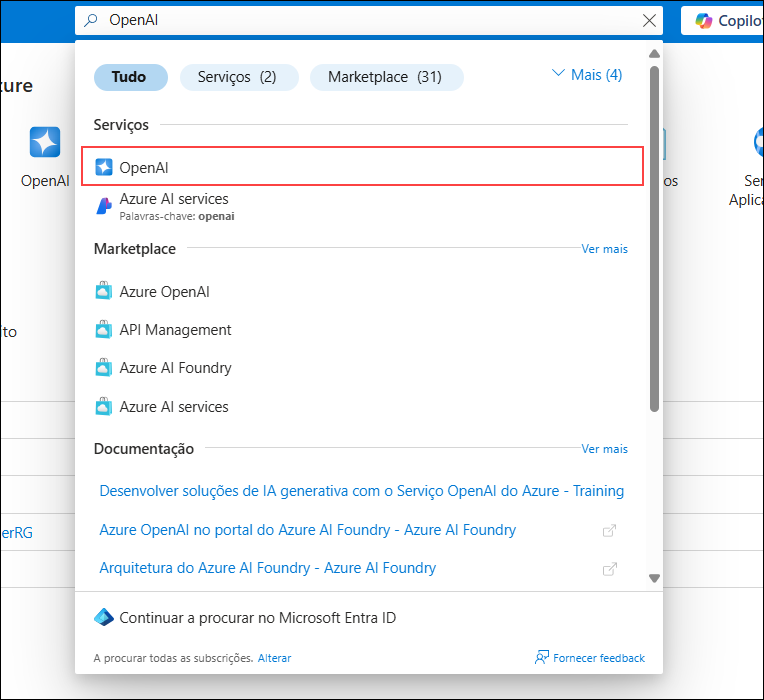 OpenAI
Copilo
zure
Tudo
Serviços (2)
Marketplace (31)
Mais (4)
Serviços
OpenAI
OpenAI
Azure AI services
Palavras-chave: openai
os
Ser
Aplica
Marketplace
Ver mais
Azure OpenAI
API Management
ito
Azure AI Foundry
Azure AI services
Documentação
Ver mais
Desenvolver soluções de IA generativa com o Serviço OpenAI do Azure - Training
Azure OpenAI no portal do Azure AI Foundry - Azure AI Foundry
erRG
Arquitetura do Azure AI Foundry - Azure AI Foundry
Continuar a procurar no Microsoft Entra ID
A procurar todas as subscrições. Alterar
Fornecer feedback